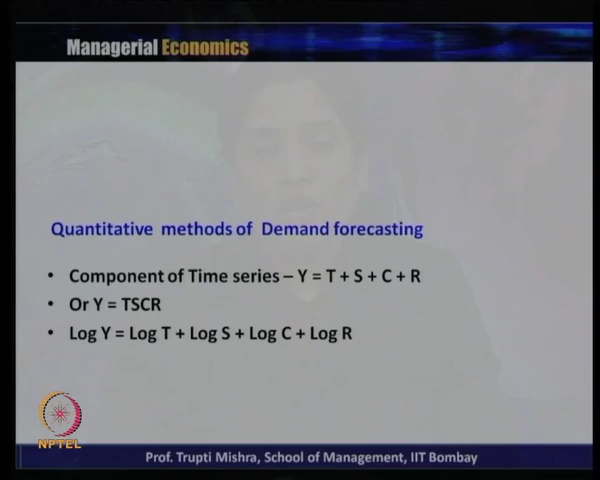 Managerial Economics
Quantitative methods of Demand forecasting
• Component of Time series – Y = T + S + C + R
• Or Y = TSCR
• Log Y = Log T + Log S + Log C + Log R
NPTEL
Prof. Trupti Mishra, School of Management, IIT Bombay